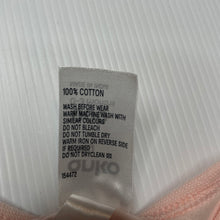 100% COTTON
WASH BEFORE WEAR
WARM MACHINE WASH WITH
SIMILAR COLOURS
DO NOT BLEACH
DO NOT TUMBLE DRY
WARM IRON ON REVERSE SIDE
IF REQUIRED
DO NOT DRYCLEAN
154472